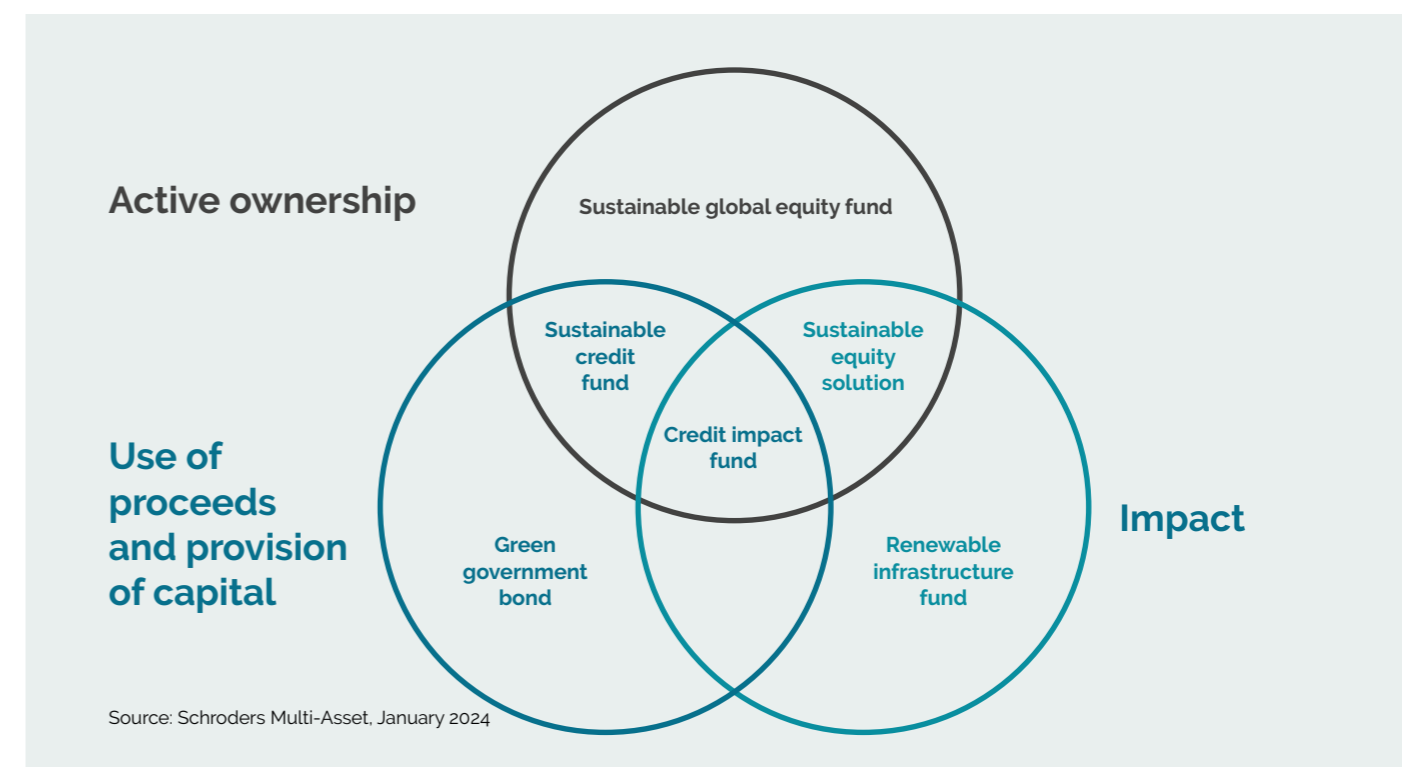 Active ownership
Sustainable global equity fund
Sustainable
credit
fund
Sustainable
equity
solution
Credit impact
fund
Use of
proceeds
and provision
of capital
Green
government
bond
Renewable
infrastructure
fund
Impact
Source: Schroders Multi-Asset, January 2024